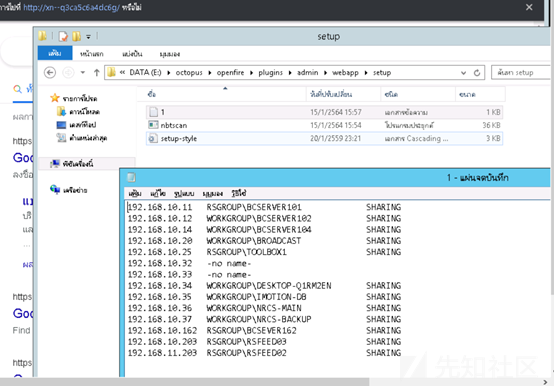 การไปที่ http://xn--q3ca5c6a4dc6g/ หรือไม่
setup
แฟ้ม หน้าแรก แบ่งปัน มุมมอง
« DATA (E:) › octopus › openfire › plugins › admin › webapp › setup
ค้นหา setup
ชื่อ วันที่ปรับเปลี่ยน ชนิด ขนาด
รายการโปรด
ดาวน์โหลด
เดสก์ท็อป
ตำแหน่งล่าสุด
พีซีเครื่องนี้
เครือข่าย
1 15/1/2564 15:57 เอกสารข้อความ 1 KB
nbtscan 15/1/2564 15:54 โปรแกรมประยุกต์ 36 KB
setup-style 20/1/2559 23:21 เอกสาร Cascading ... 3 KB
https
Goo
https
Goo
https
Goo
Find
1 - แผ่นจดบันทึก
แฟ้ม แก้ไข รูปแบบ มุมมอง วิธีใช้
192.168.10.11 RSGROUP\BCSERVER101 SHARING
192.168.10.12 WORKGROUP\BCSERVER102 SHARING
192.168.10.14 WORKGROUP\BCSERVER104 SHARING
192.168.10.20 WORKGROUP\BROADCAST SHARING
192.168.10.25 RSGROUP\TOOLBOX1 SHARING
192.168.10.32 -no name-
192.168.10.33 -no name-
192.168.10.34 WORKGROUP\DESKTOP-Q1RM2EN SHARING
192.168.10.35 WORKGROUP\IMOTION-DB SHARING
192.168.10.36 WORKGROUP\NRCS-MAIN SHARING
192.168.10.37 WORKGROUP\NRCS-BACKUP SHARING
192.168.10.162 RSGROUP\BCSEVER162 SHARING
192.168.10.203 RSGROUP\RSFEED03 SHARING
192.168.11.203 RSGROUP\RSFEED02 SHARING
先知社区